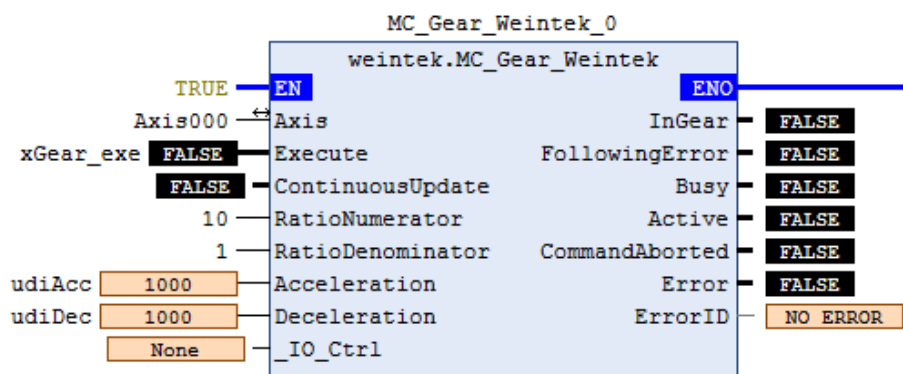 MC_Gear_Weintek_0
weintek.MC_Gear_Weintek
TRUE EN ENO
Axis000 Axis InGear FALSE
xGear_exe FALSE Execute FollowingError FALSE
FALSE ContinuousUpdate Busy FALSE
10 RatioNumerator Active FALSE
1 RatioDenominator CommandAborted FALSE
udiAcc 1000 Acceleration Error FALSE
udiDec 1000 Deceleration ErrorID NO ERROR
None _IO_Ctrl